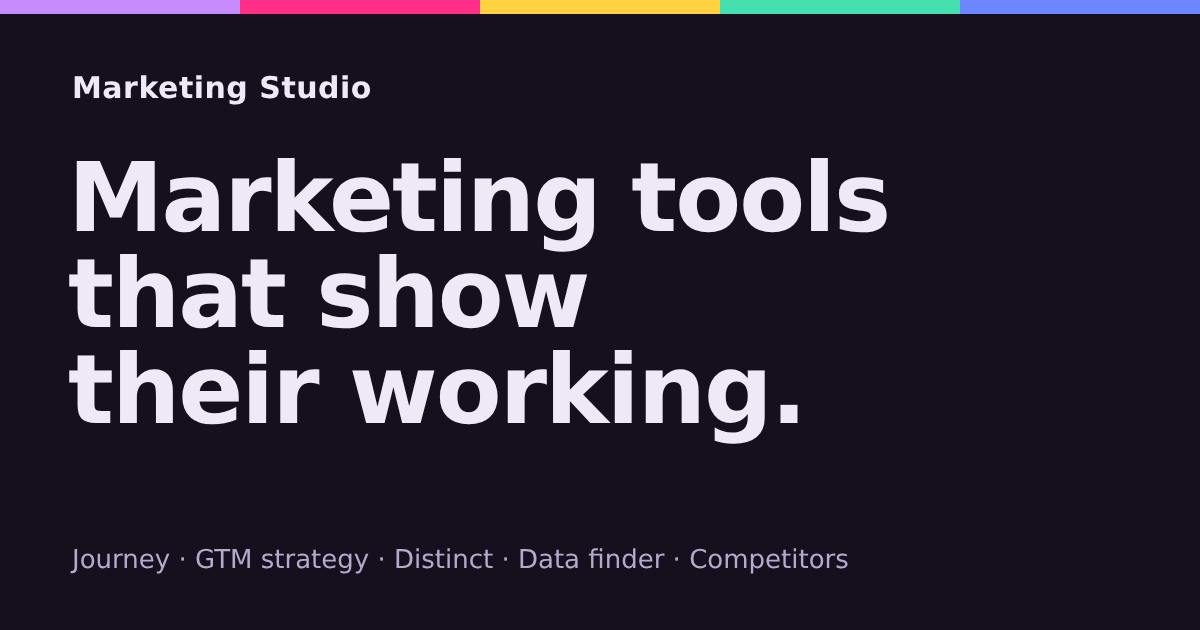 Marketing Studio
Marketing tools
that show
their working.
Journey · GTM strategy · Distinct · Data finder · Competitors